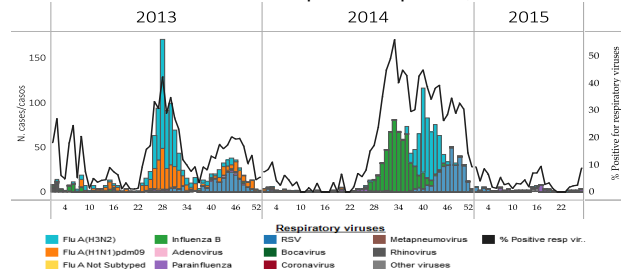 2013 2014 2015
150
100
50
0
N. cases/casos
50
40
30
20
10
0
% Positive for respiratory viruses
4 10 16 22 28 34 40 46 52 4 10 16 22 28 34 40 46 52 4 10 16 22
Respiratory viruses
Flu A(H3N2) Influenza B RSV Metapneumovirus % Positive resp vir..
Flu A(H1N1)pdm09 Adenovirus Bocavirus Rhinovirus
Flu A Not Subtyped Parainfluenza Coronavirus Other viruses